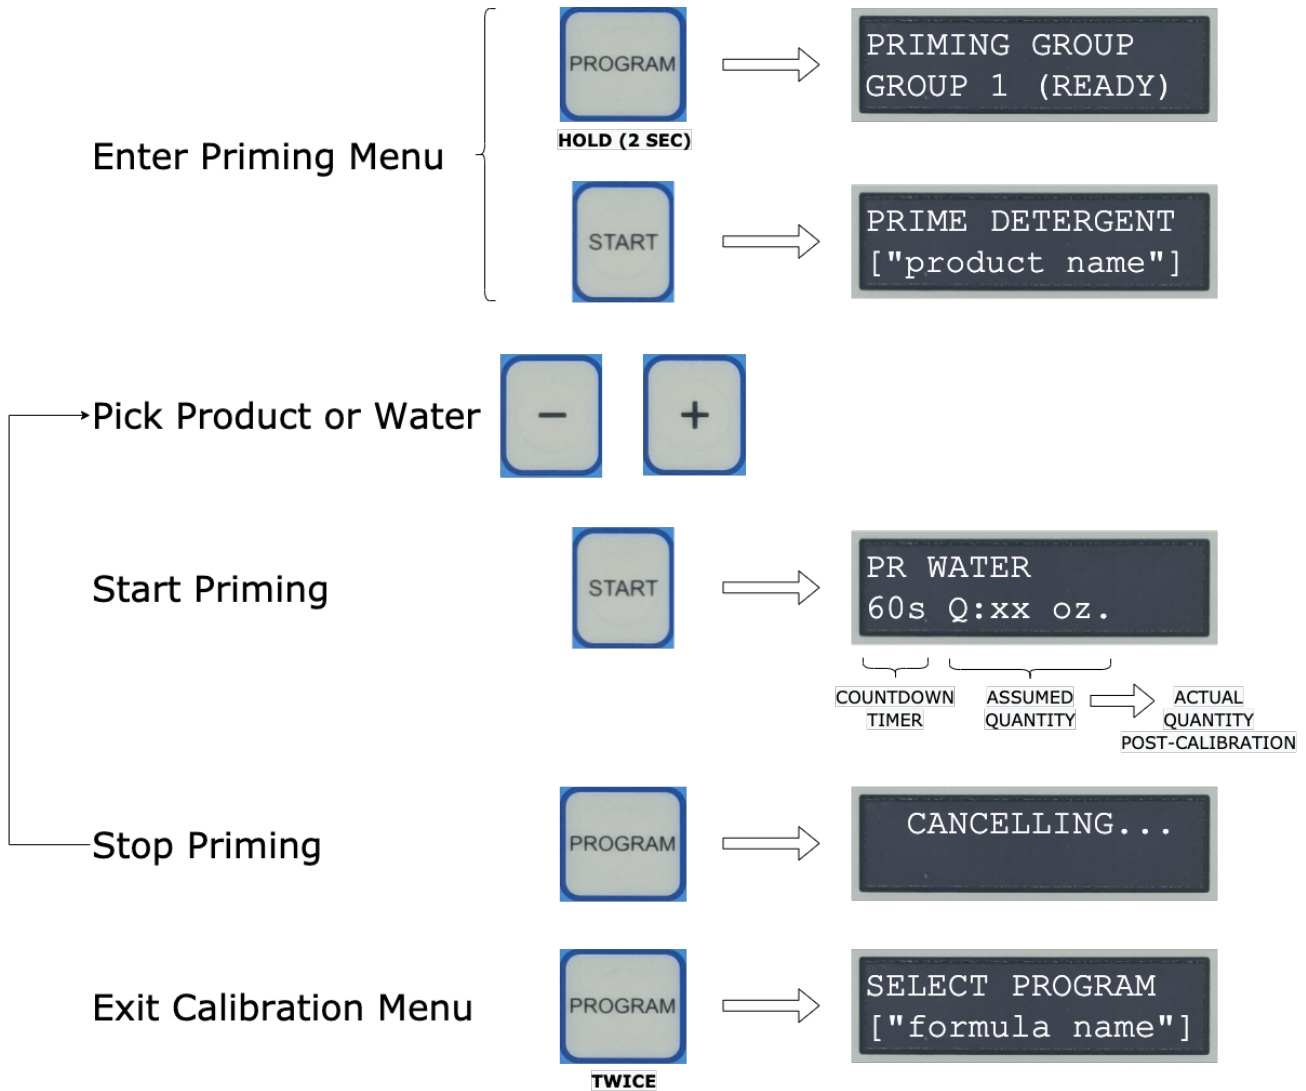 PROGRAM
HOLD (2 SEC)
PRIMING GROUP
GROUP 1 (READY)
Enter Priming Menu
START
PRIME DETERGENT
["product name"]
Pick Product or Water
−
+
Start Priming
START
PR WATER
60s Q:xx oz.
COUNTDOWN
TIMER
ASSUMED
QUANTITY
ACTUAL
QUANTITY
POST-CALIBRATION
Stop Priming
PROGRAM
CANCELLING...
Exit Calibration Menu
PROGRAM
TWICE
SELECT PROGRAM
["formula name"]